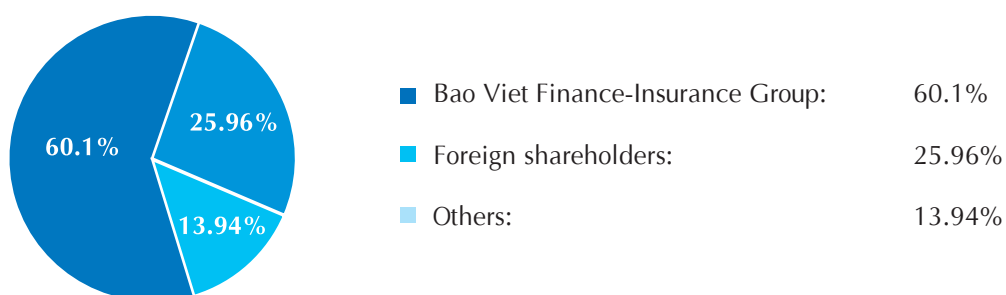 60.1%
25.96%
13.94%
Bao Viet Finance-Insurance Group: 60.1%
Foreign shareholders: 25.96%
Others: 13.94%